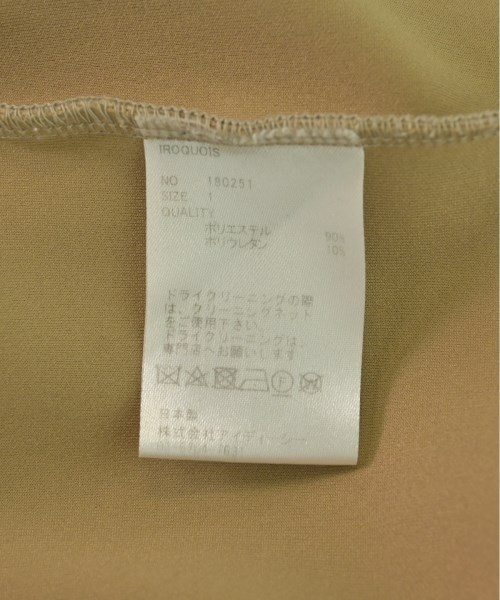 IROQUOIS
NO 180251
SIZE 1
QUALITY
ポリエステル 90%
ポリウレタン 10%
ドライクリーニングの際
は、クリーニングネット
をご使用下さい。
ドライクリーニングは、
専門店へお願いします
日本製
株式会社アイディーシー